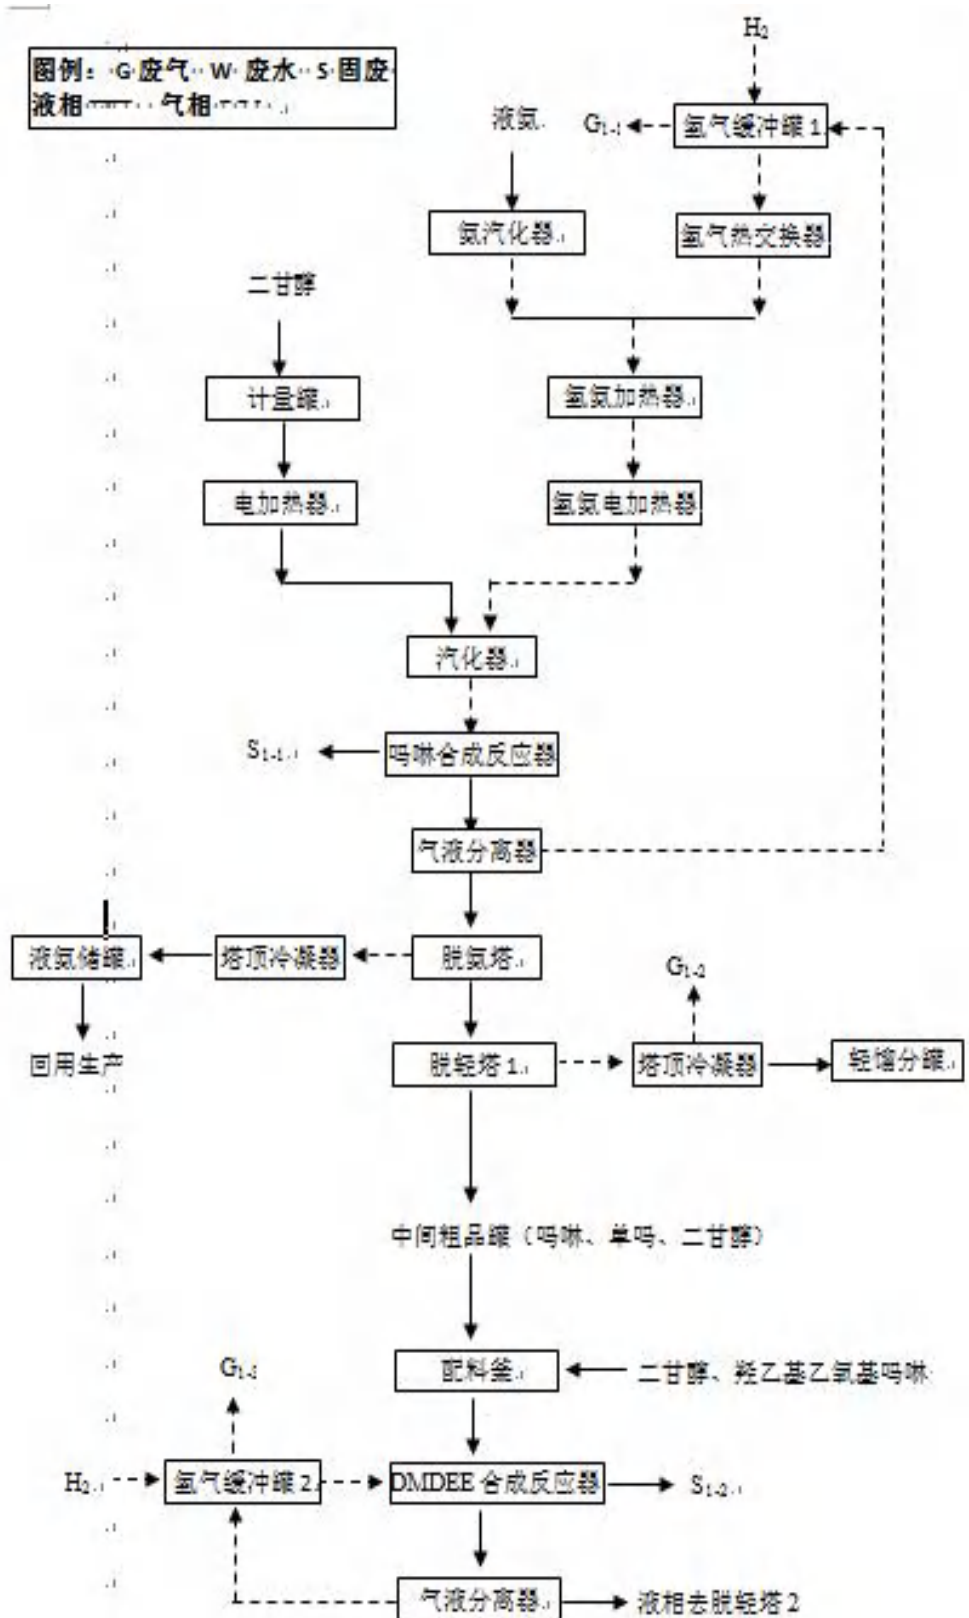 H₂
图例：G 废气 W 废水 S 固废
液相 气相
液氨
G₁₋₁
氢气缓冲罐 1
氨汽化器
氢气热交换器
二甘醇
计量罐
氢氨加热器
电加热器
氢氨电加热器
汽化器
S₁₋₁
吗啉合成反应器
气液分离器
液氨储罐
塔顶冷凝器
脱氨塔
G₁₋₂
回用生产
脱轻塔 1
塔顶冷凝器
轻馏分罐
中间粗品罐（吗啉、单吗、二甘醇）
配料釜
二甘醇、羟乙基乙氧基吗啉
H₂
氢气缓冲罐 2
DMDEE 合成反应器
S₁₋₂
气液分离器
液相去脱轻塔 2